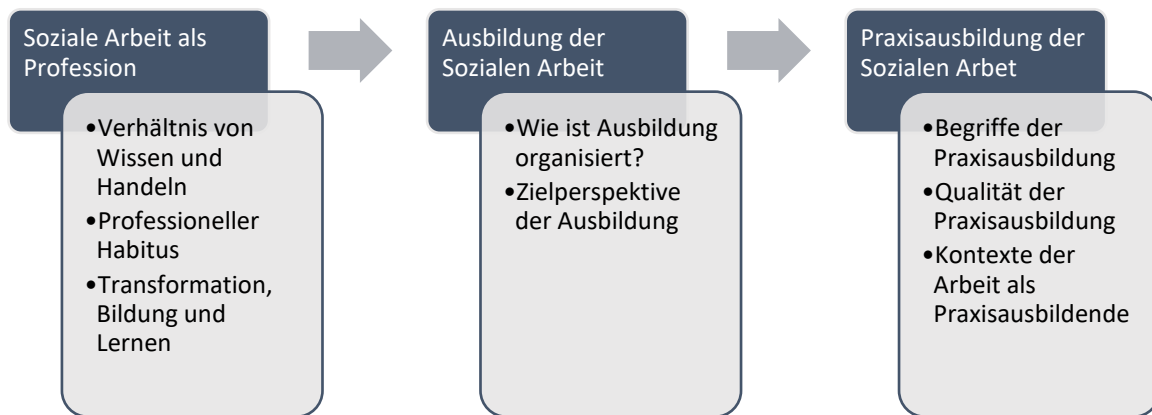 Soziale Arbeit als
Profession
•Verhältnis von
Wissen und
Handeln
•Professioneller
Habitus
•Transformation,
Bildung und
Lernen
Ausbildung der
Sozialen Arbeit
•Wie ist Ausbildung
organisiert?
•Zielperspektive
der Ausbildung
Praxisausbildung der
Sozialen Arbet
•Begriffe der
Praxisausbildung
•Qualität der
Praxisausbildung
•Kontexte der
Arbeit als
Praxisausbildende